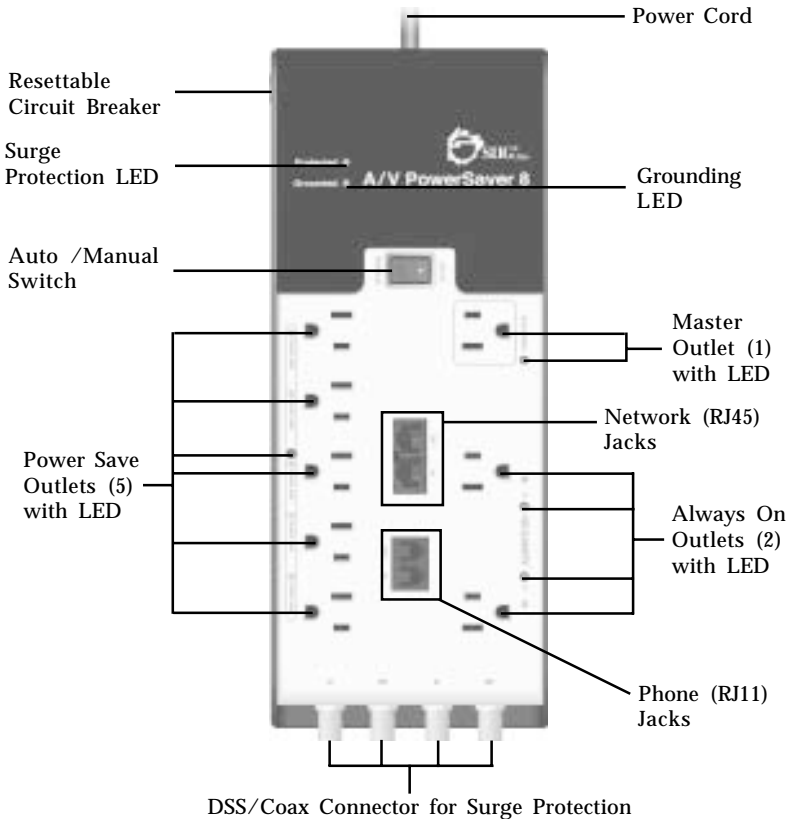 Power Cord
Resettable
Circuit Breaker
Surge
Protection LED
Protected
Grounded
A/V PowerSaver 8
Grounding
LED
Auto /Manual
Switch
Master
Outlet (1)
with LED
Network (RJ45)
Jacks
Power Save
Outlets (5)
with LED
Always On
Outlets (2)
with LED
Phone (RJ11)
Jacks
DSS/Coax Connector for Surge Protection